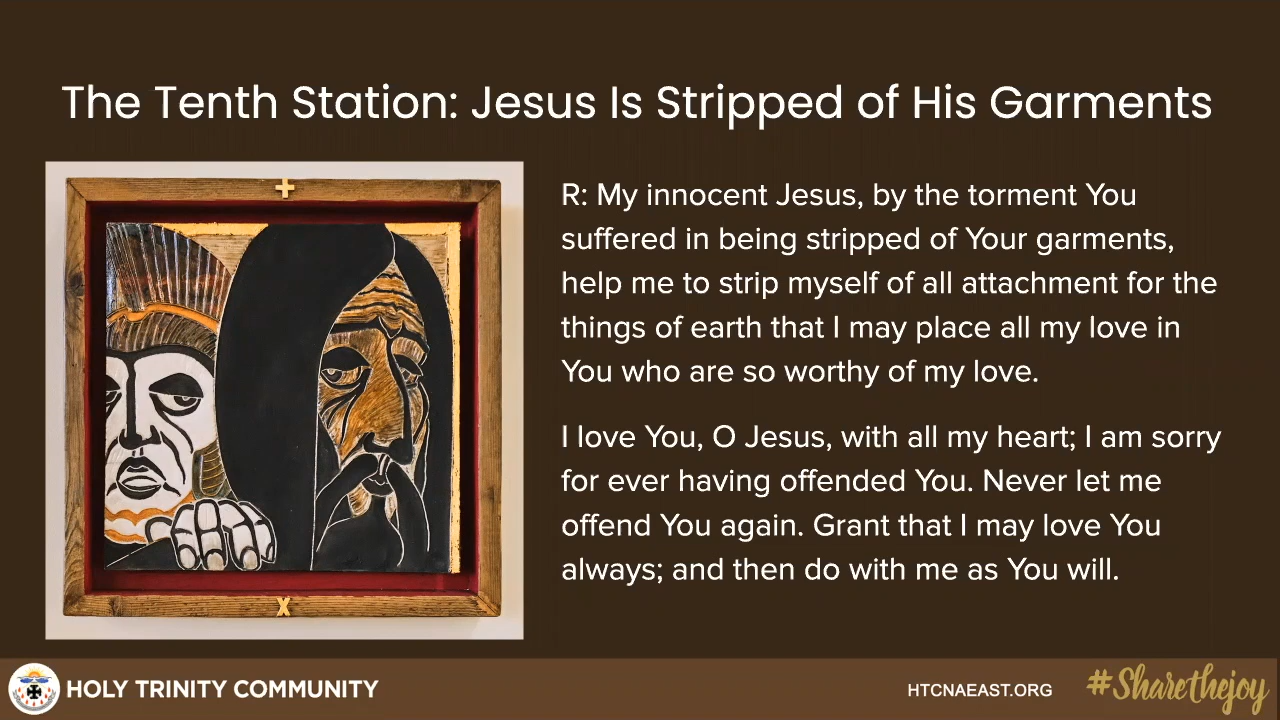 The Tenth Station: Jesus Is Stripped of His Garments
R: My innocent Jesus, by the torment You
suffered in being stripped of Your garments,
help me to strip myself of all attachment for the
things of earth that I may place all my love in
You who are so worthy of my love.
I love You, O Jesus, with all my heart; I am sorry
for ever having offended You. Never let me
offend You again. Grant that I may love You
always; and then do with me as You will.
X
HOLY TRINITY COMMUNITY
HTCNAEAST.ORG
#Sharethejoy